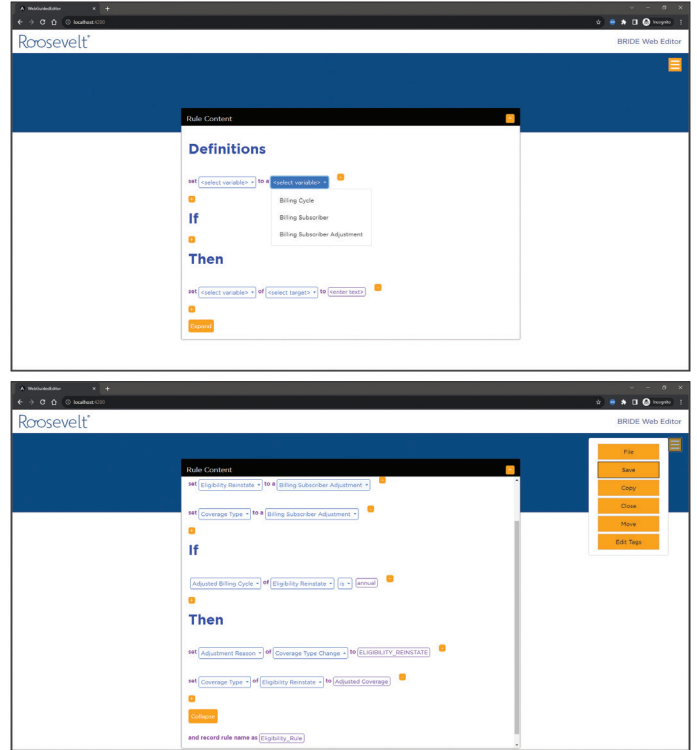 WebGuidedEditor
localhost:4200
Incognito
Roosevelt
BRIDE Web Editor
Rule Content
Definitions
set <select variable> to a <select variable> -
Billing Cycle
+
Billing Subscriber
If
Billing Subscriber Adjustment
+
Then
set <select variable> of <select target> to <enter text> -
+
Expand
WebGuidedEditor
localhost:4200
Incognito
Roosevelt
BRIDE Web Editor
File
Save
Copy
Close
Move
Edit Tags
Rule Content
set Eligibility Reinstate to a Billing Subscriber Adjustment -
set Coverage Type to a Billing Subscriber Adjustment -
+
If
Adjusted Billing Cycle of Eligibility Reinstate is annual -
+
Then
set Adjustment Reason of Coverage Type Change to ELIGIBILITY_REINSTATE -
set Coverage Type of Eligibility Reinstate to Adjusted Coverage -
+
Collapse
and record rule name as Eligibility_Rule